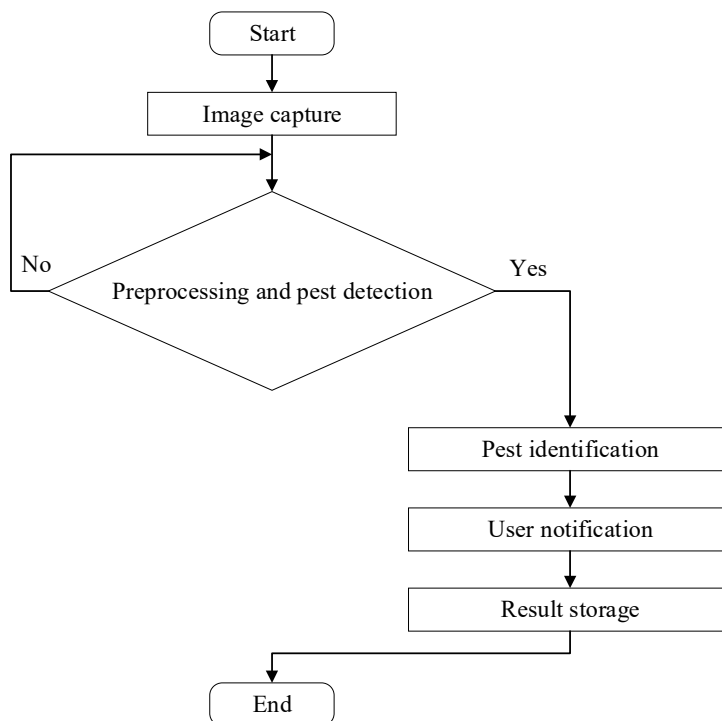 Start
Image capture
No
Yes
Preprocessing and pest detection
Pest identification
User notification
Result storage
End